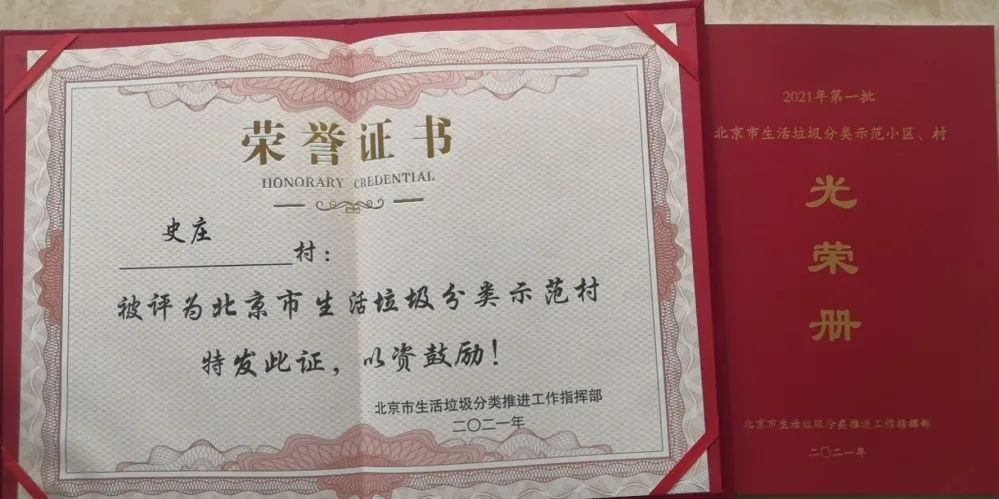 荣誉证书
HONORARY CREDENTIAL
史庄
村：
被评为北京市生活垃圾分类示范村
特发此证，以资鼓励！
北京市生活垃圾分类推进工作指挥部
二〇二一年
2021年第一批
北京市生活垃圾分类示范小区、村
光
荣
册
北京市生活垃圾分类推进工作指挥部
二〇二一年